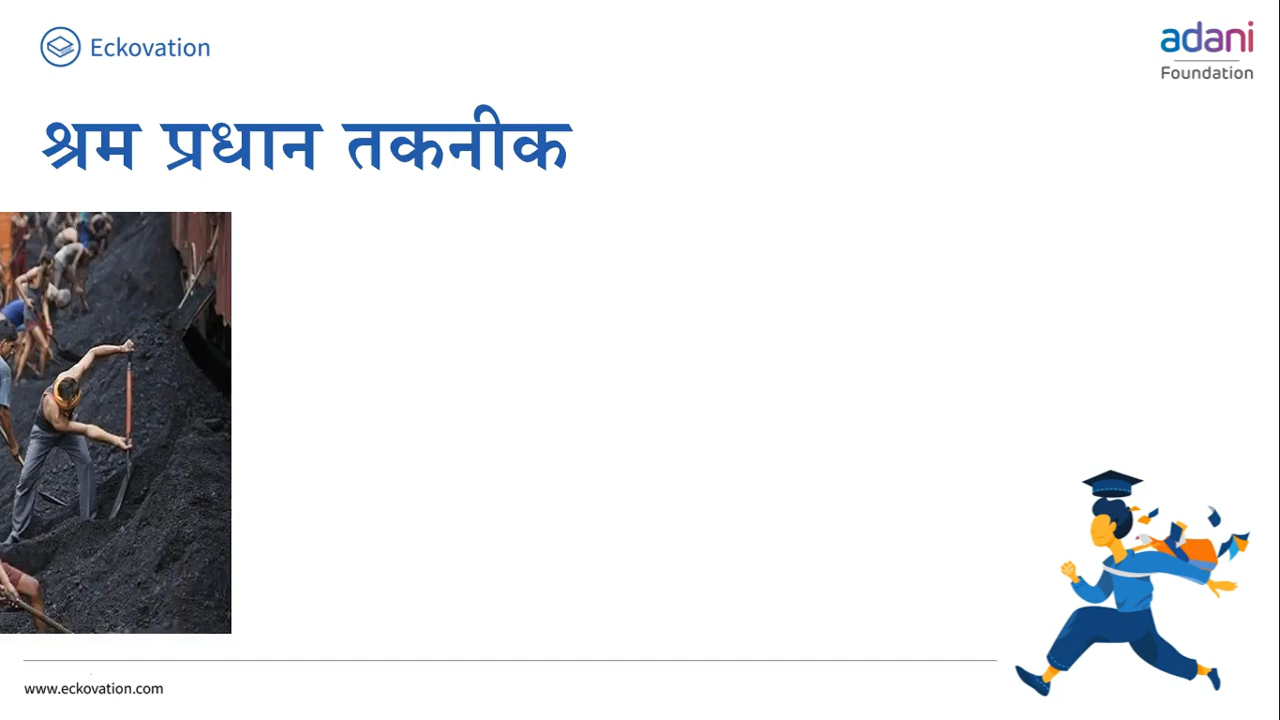 Eckovation
adani
Foundation
श्रम प्रधान तकनीक
www.eckovation.com